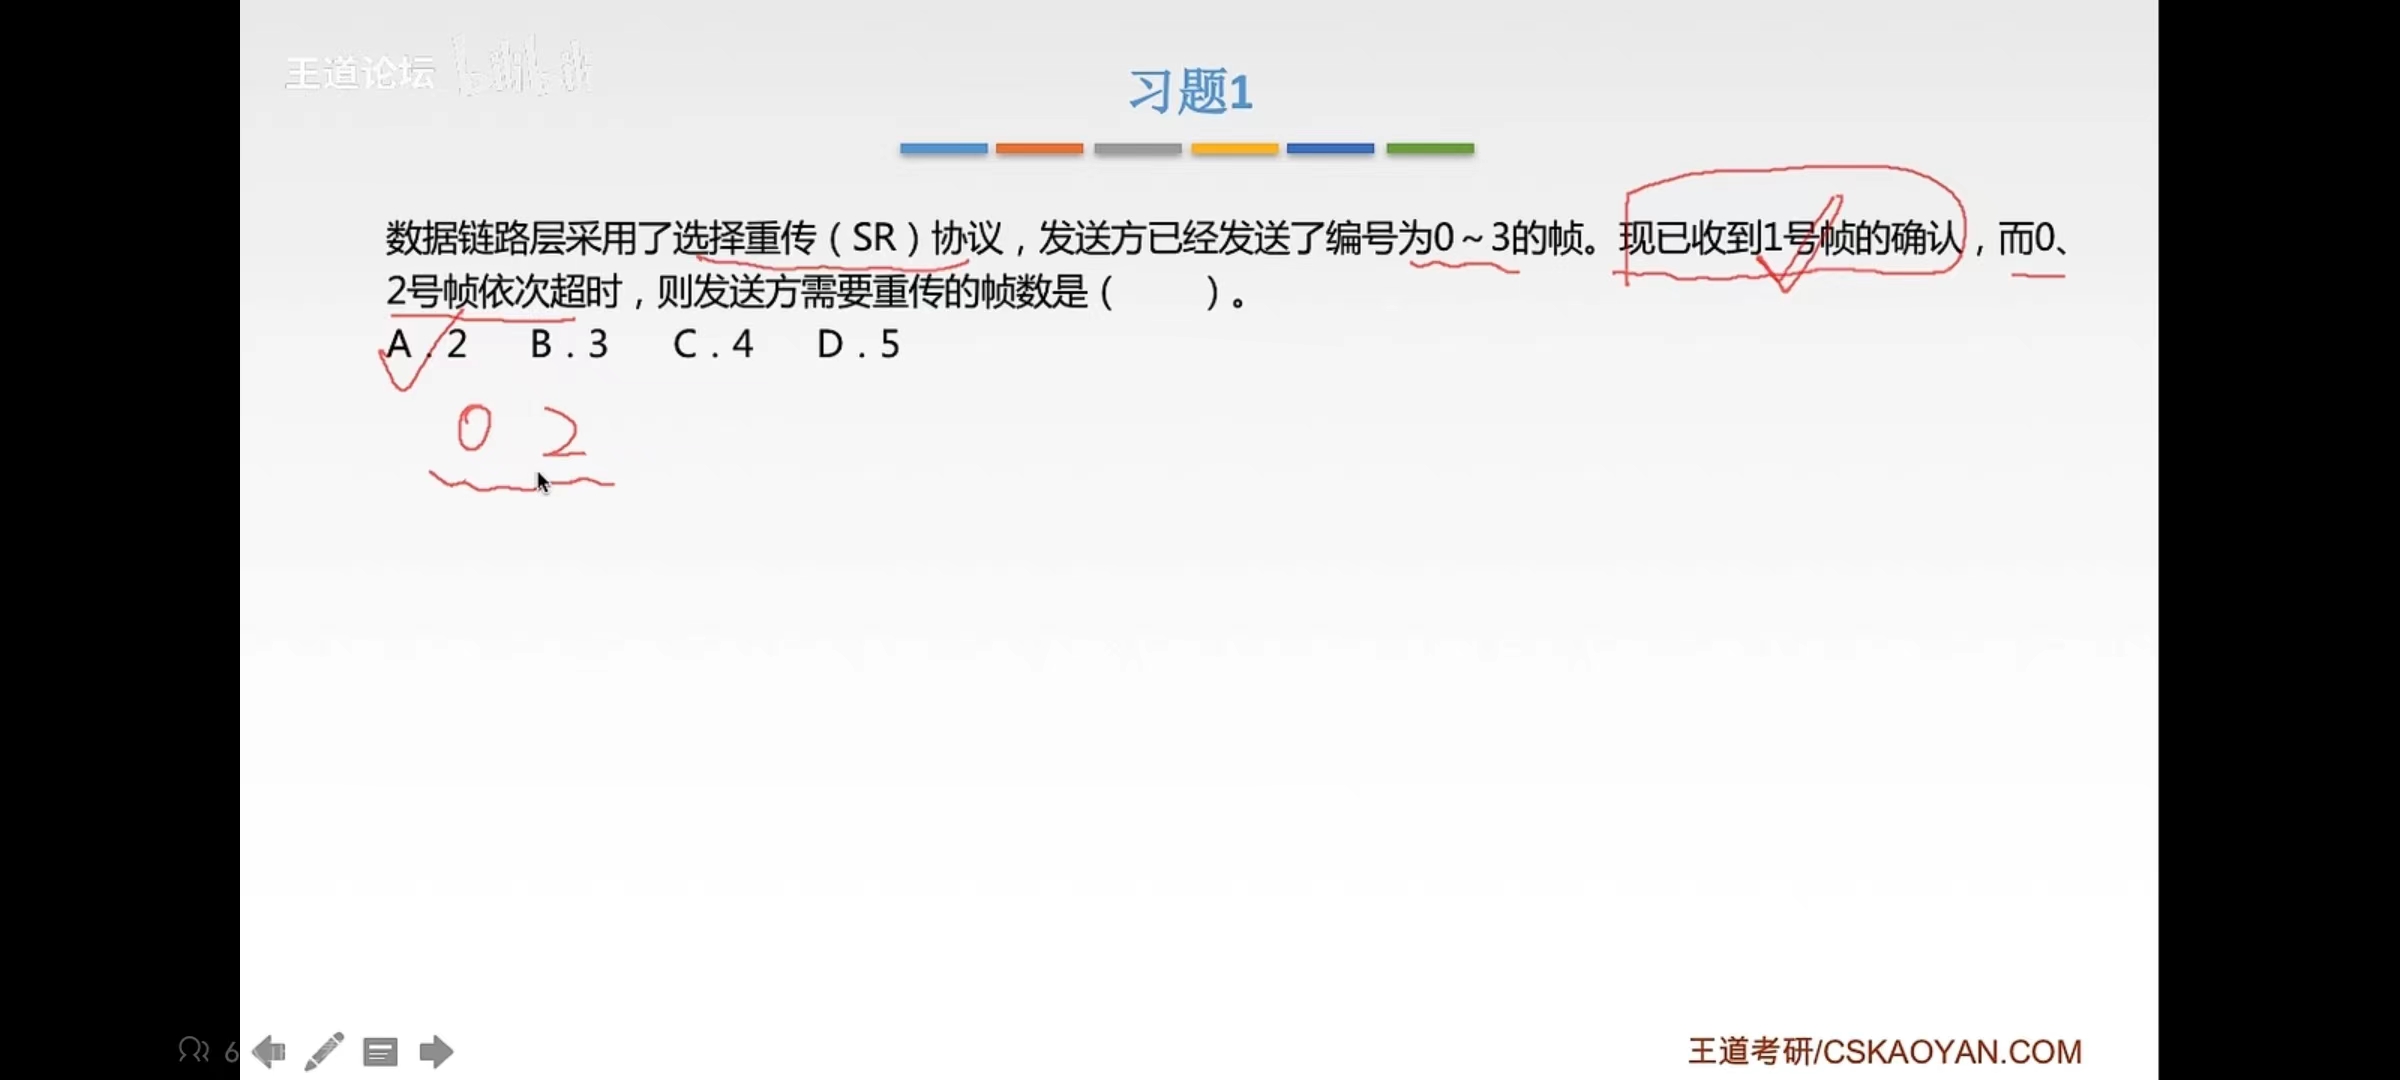 王道论坛
习题1
数据链路层采用了选择重传（SR）协议，发送方已经发送了编号为0～3的帧。现已收到1号帧的确认，而0、
2号帧依次超时，则发送方需要重传的帧数是（　　）。
A．2　B．3　C．4　D．5
0 2
6
王道考研/CSKAOYAN.COM